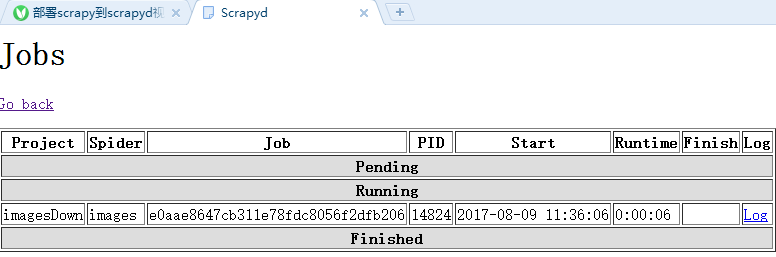 部署scrapy到scrapyd视 Scrapyd
Jobs
Go back
Project Spider Job PID Start Runtime Finish Log
Pending
Running
imagesDown images e0aae8647cb311e78fdc8056f2dfb206 14824 2017-08-09 11:36:06 0:00:06 Log
Finished